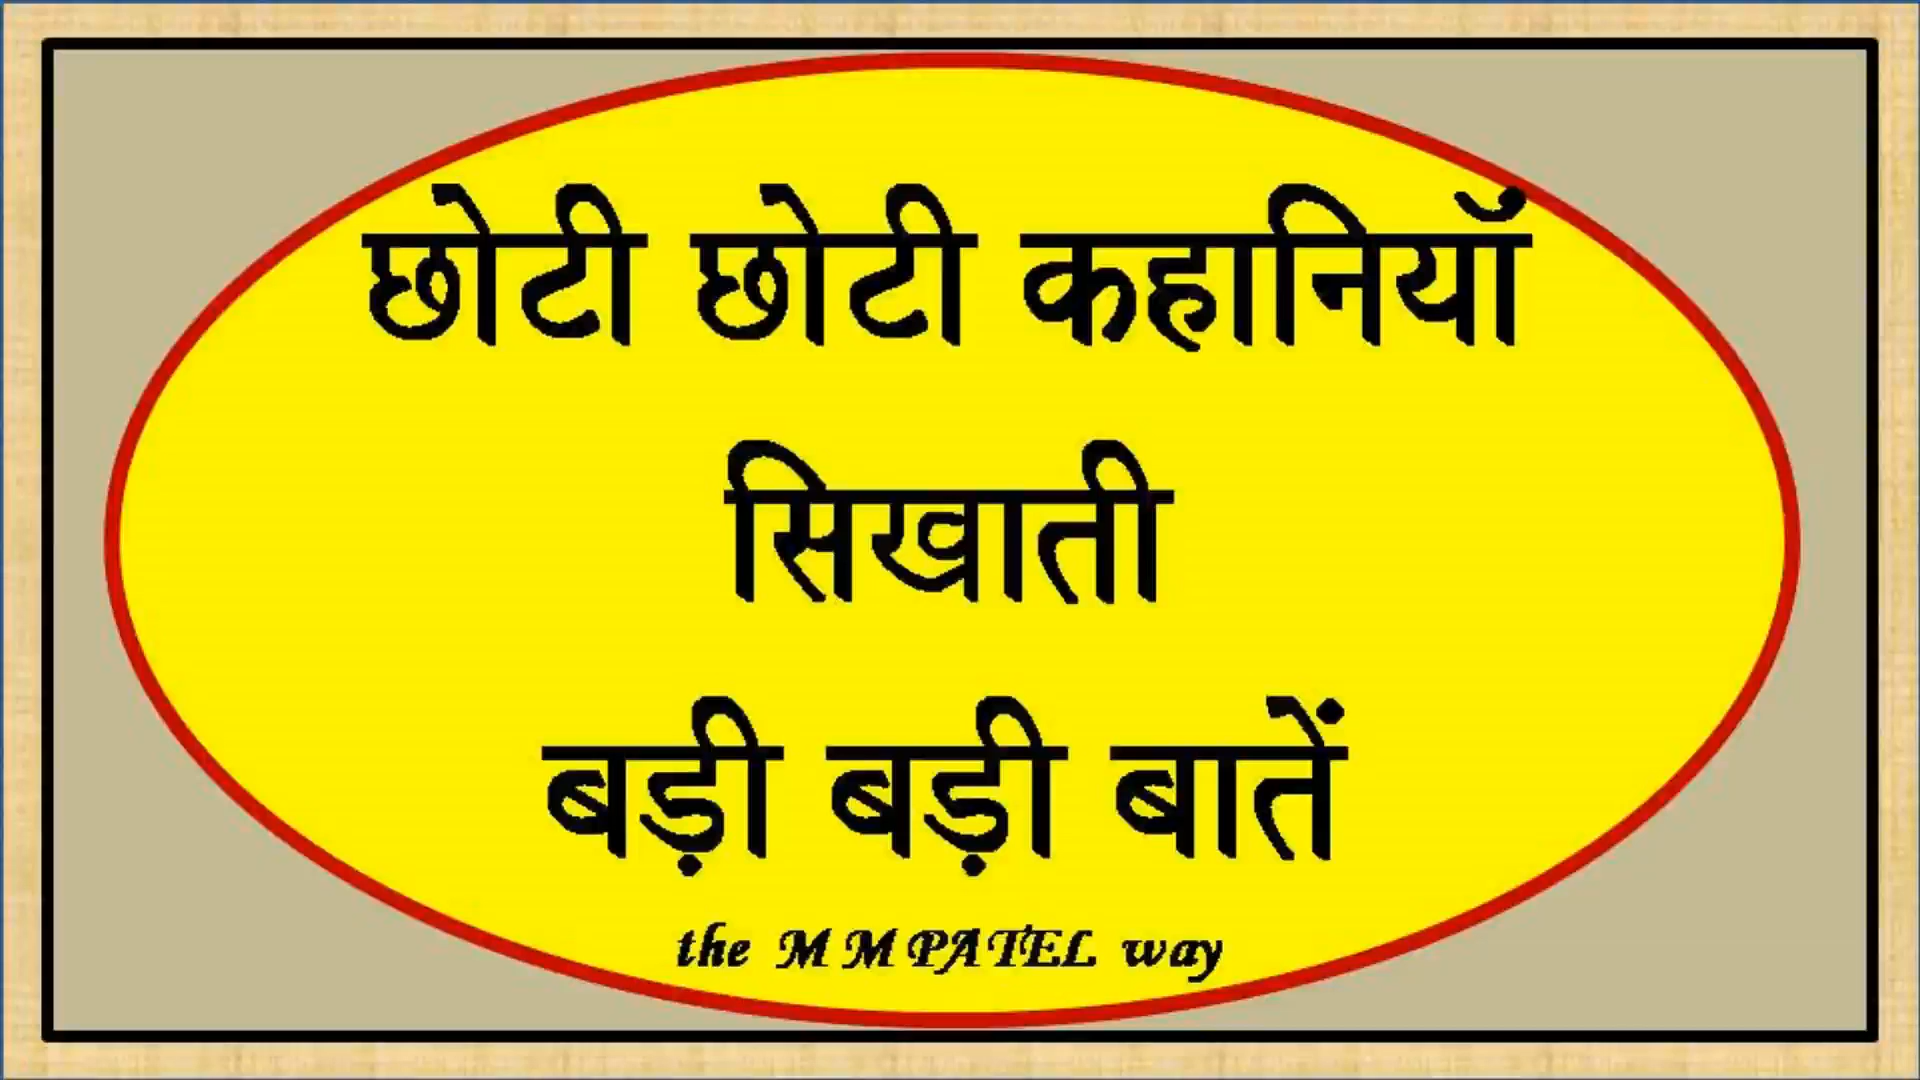 छोटी छोटी कहानियाँ
सिखाती
बड़ी बड़ी बातें
the M M PATEL way